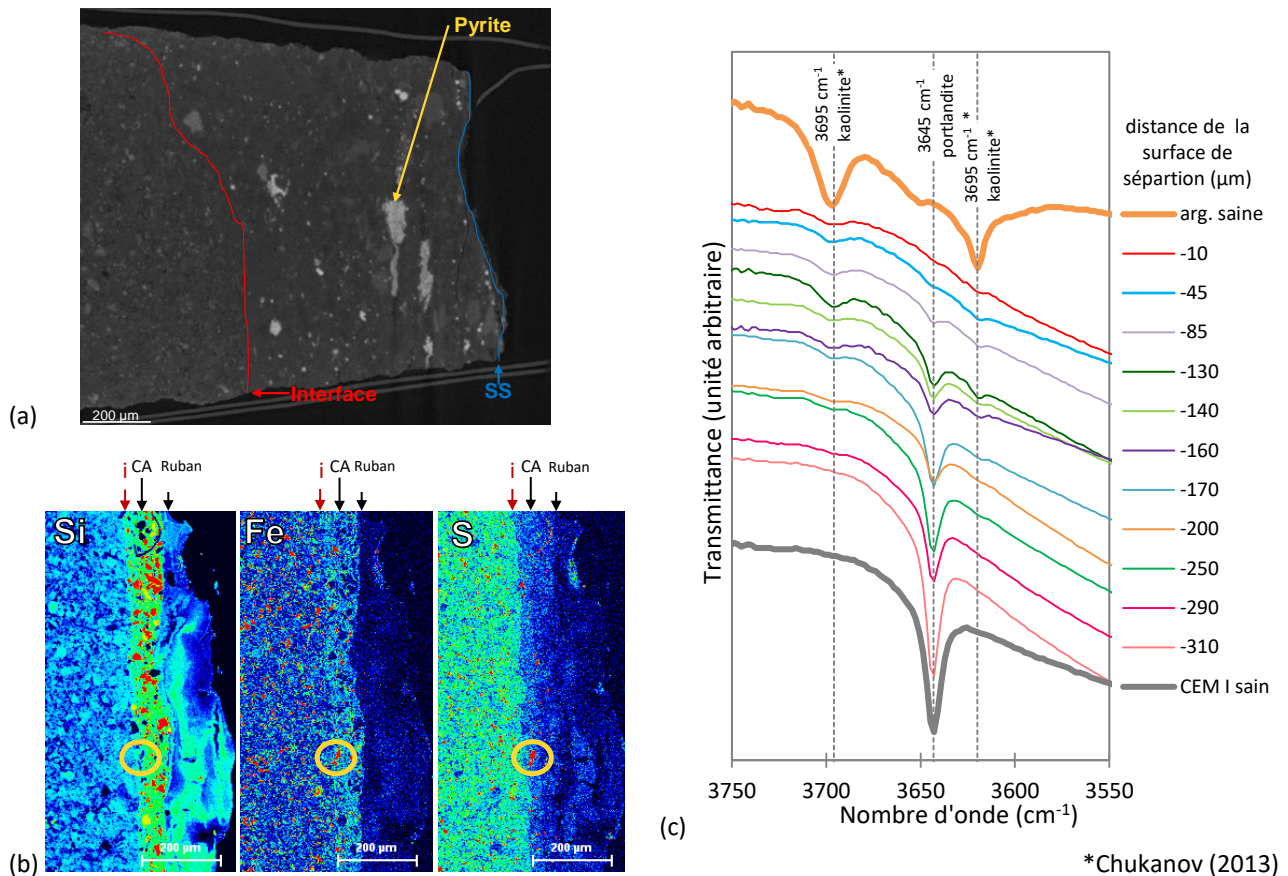 Pyrite
Interface
SS
200 µm
(a)
i CA Ruban
i CA Ruban
i CA Ruban
Si
Fe
S
200 µm
200 µm
200 µm
(b)
3695 cm-1
kaolinite*
3645 cm-1
portlandite
3695 cm-1 *
kaolinite*
Transmittance (unité arbitraire)
3750
3700
3650
3600
3550
Nombre d'onde (cm-1)
(c)
distance de la
surface de
sépartion (µm)
arg. saine
-10
-45
-85
-130
-140
-160
-170
-200
-250
-290
-310
CEM I sain
*Chukanov (2013)